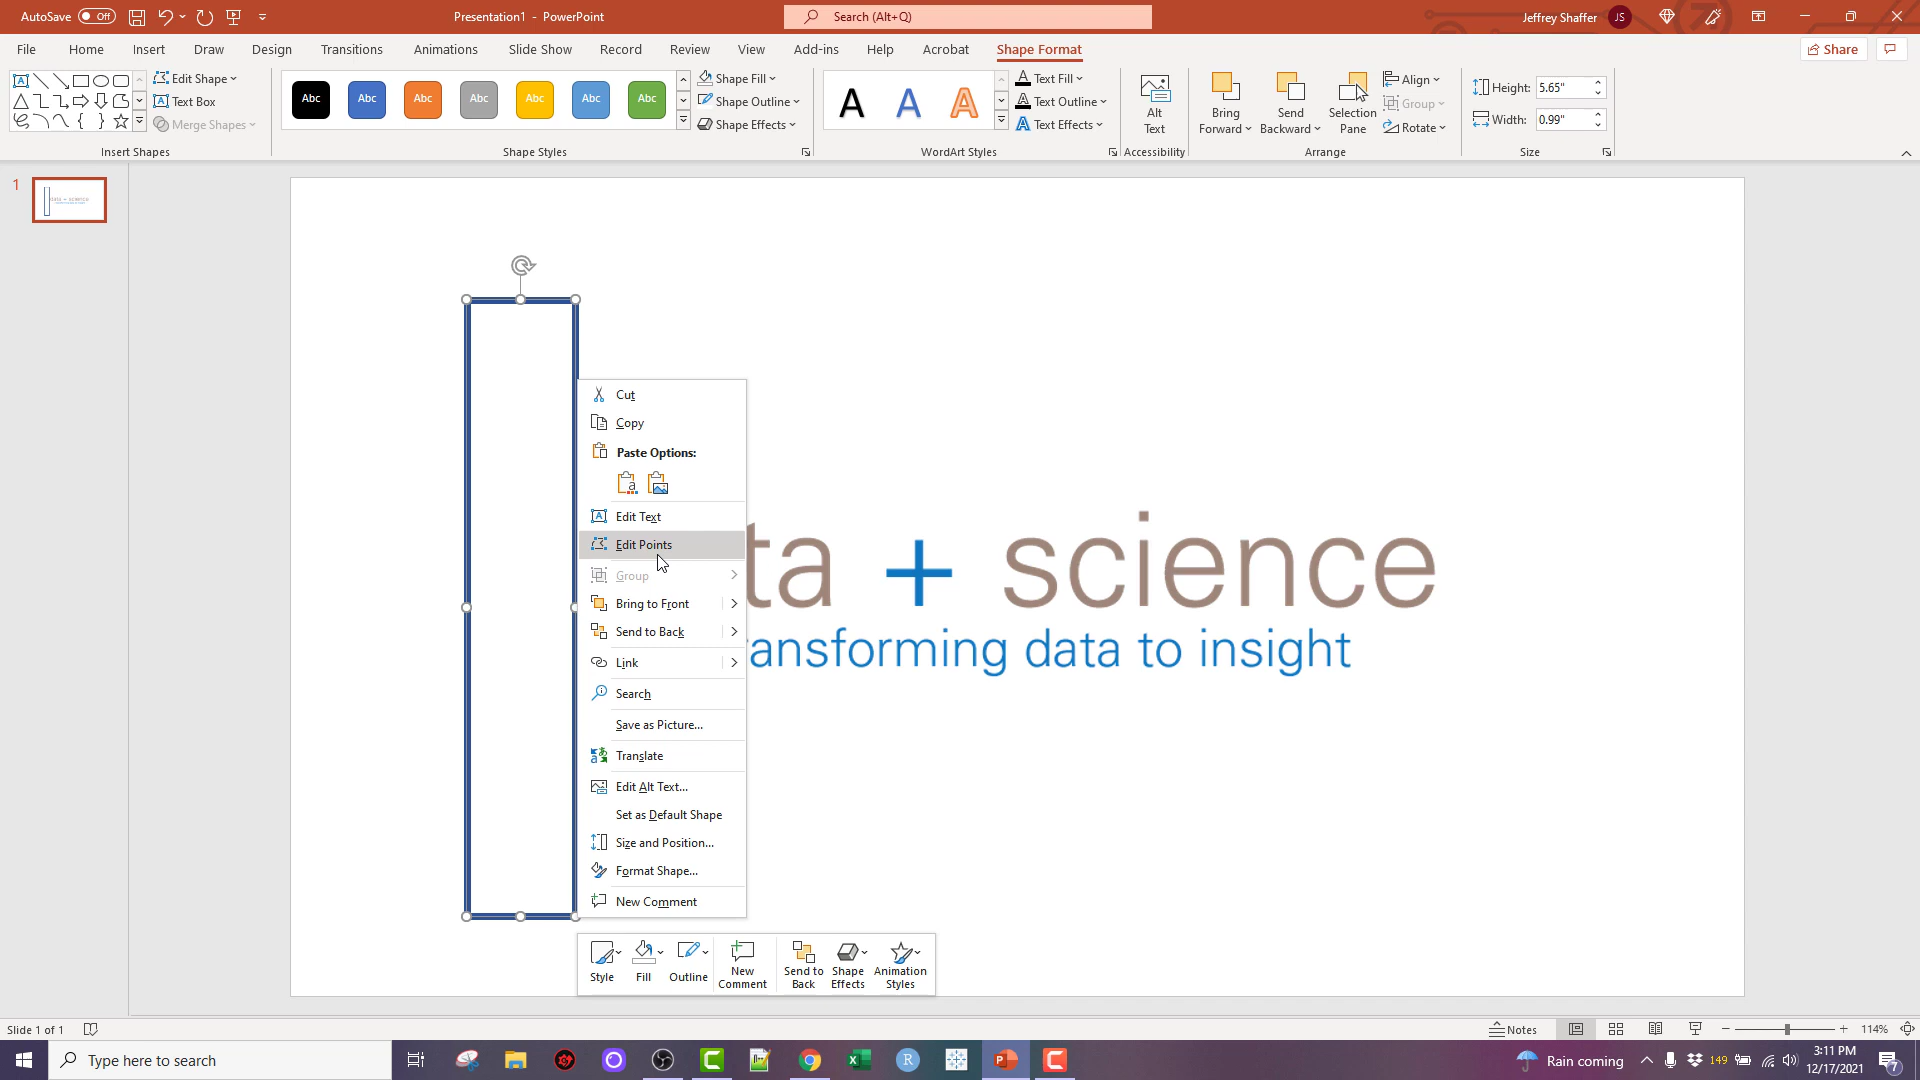 AutoSave Off Presentation1 - PowerPoint Search (Alt+Q) Jeffrey Shaffer JS
File Home Insert Draw Design Transitions Animations Slide Show Record Review View Add-ins Help Acrobat Shape Format Share
Edit Shape
Text Box
Merge Shapes
Insert Shapes
Abc Abc Abc Abc Abc Abc Abc
Shape Fill
Shape Outline
Shape Effects
Shape Styles
A A A
Text Fill
Text Outline
Text Effects
WordArt Styles
Alt Text
Accessibility
Bring Forward
Send Backward
Selection Pane
Align
Group
Rotate
Arrange
Height: 5.65"
Width: 0.99"
Size
1
data + science
Cut
Copy
Paste Options:
Edit Text
Edit Points
Group
Bring to Front
Send to Back
Link
Search
Save as Picture...
Translate
Edit Alt Text...
Set as Default Shape
Size and Position...
Format Shape...
New Comment
ta + science
ansforming data to insight
Style Fill Outline New Comment Send to Back Shape Effects Animation Styles
Slide 1 of 1 Notes 114%
Type here to search
149
Rain coming
3:11 PM
12/17/2021
7